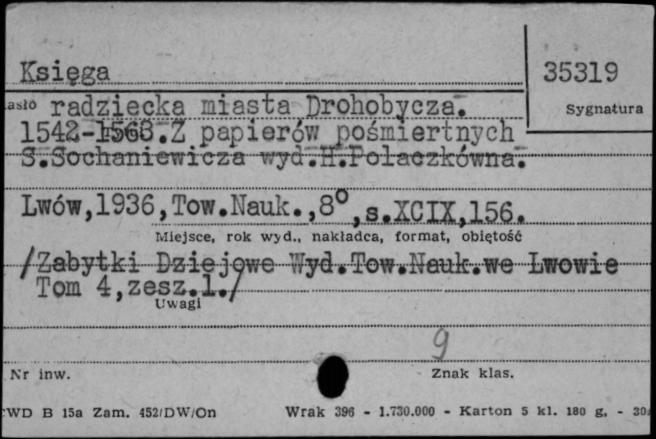 Księga
35319
asło radziecka miasta Drohobycza.
Sygnatura
1542-1563.Z papierów pośmiertnych
S.Sochaniewicza wyd.H.Polaczkówna.
Lwów,1936,Tow.Nauk.,8⁰,s.XCIX,156.
Miejsce, rok wyd., nakładca, format, objętość
/Zabytki Dziejowe Wyd.Tow.Nauk.we Lwowie
Tom 4,zesz.1./
Uwagi
9
Nr inw.
Znak klas.
WD B 15a Zam. 452/DW/On Wrak 396 - 1.730.000 - Karton 5 kl. 180 g. - 30